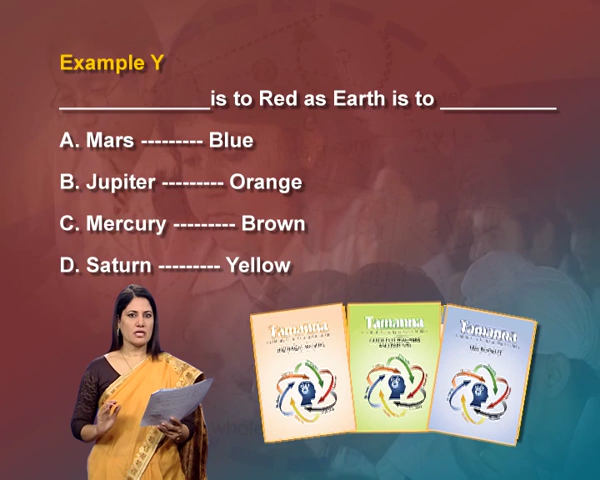 Example Y
_____________is to Red as Earth is to __________
A. Mars --------- Blue
B. Jupiter --------- Orange
C. Mercury --------- Brown
D. Saturn --------- Yellow
Tamanna
Tamanna
Tamanna